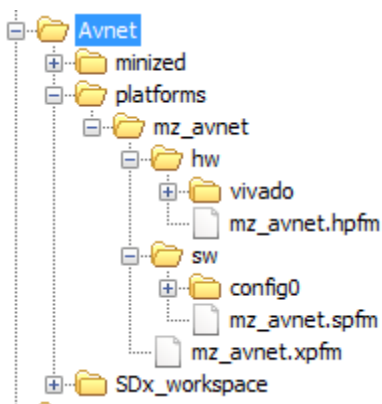 Avnet
minized
platforms
mz_avnet
hw
vivado
mz_avnet.hpfm
sw
config0
mz_avnet.spfm
mz_avnet.xpfm
SDx_workspace